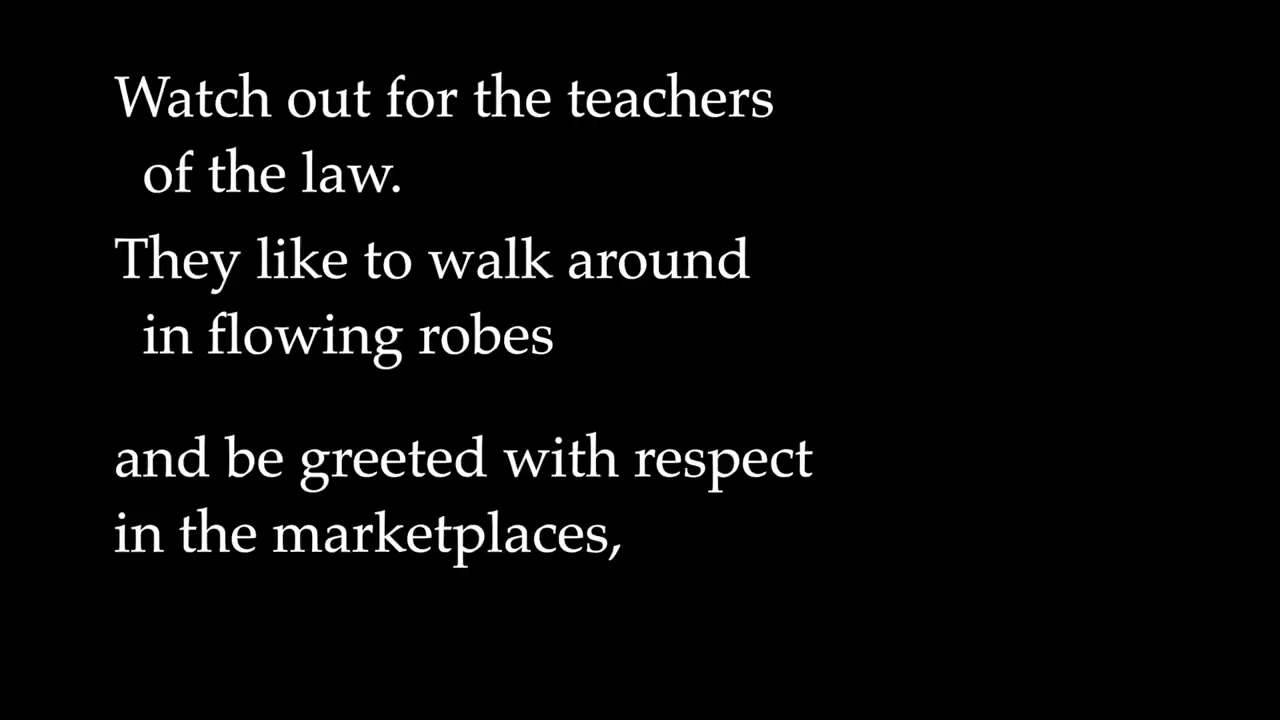 Watch out for the teachers
of the law.
They like to walk around
in flowing robes
and be greeted with respect
in the marketplaces,